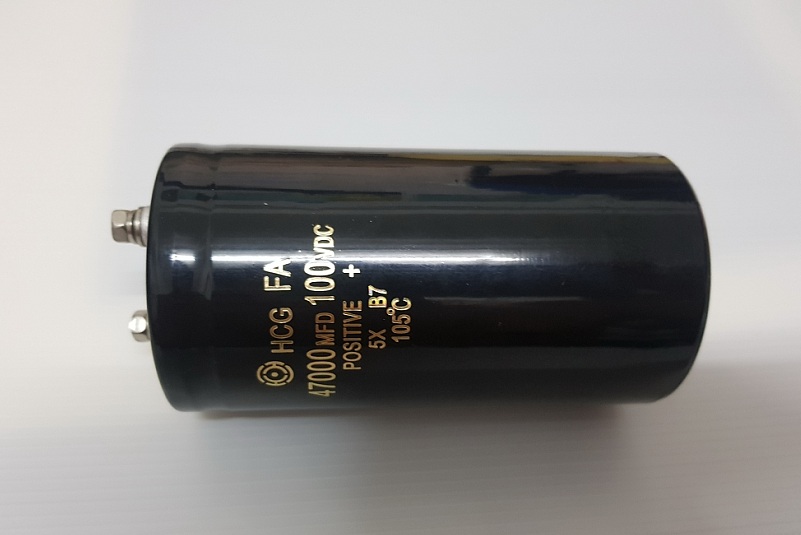 HCG FA
47000MFD 100VDC
POSITIVE +
5X B7
105°C